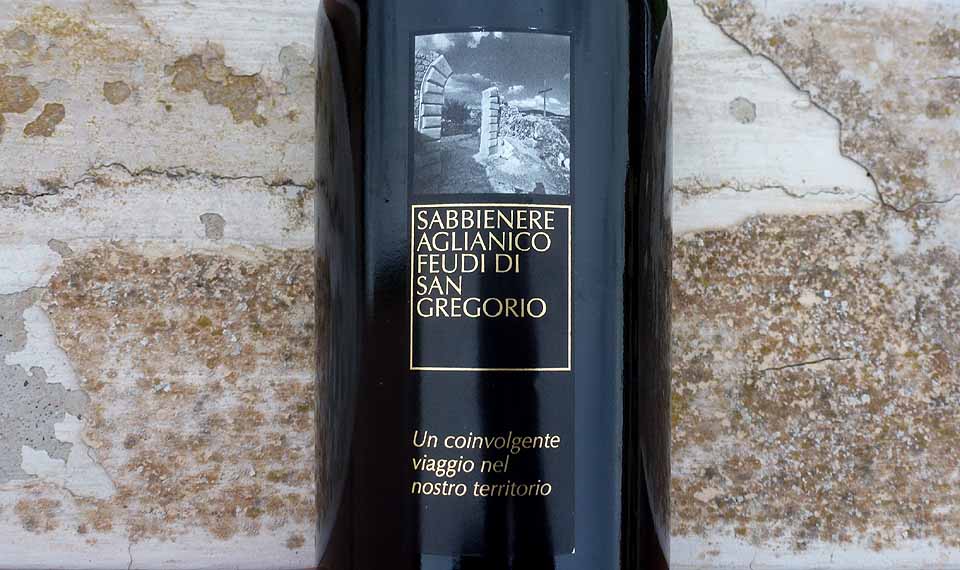 SABBIENERE
AGLIANICO
FEUDI DI
SAN
GREGORIO
Un coinvolgente
viaggio nel
nostro territorio